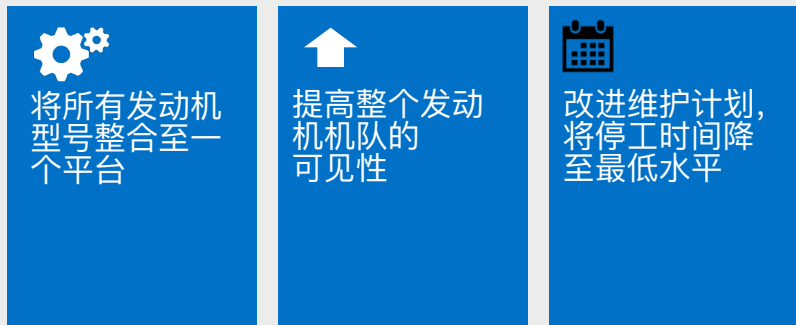 将所有发动机
型号整合至一
个平台
提高整个发动
机机队的
可见性
改进维护计划，
将停工时间降
至最低水平